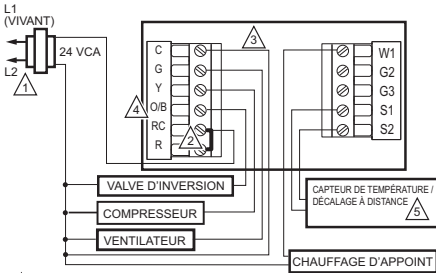 L1
(VIVANT)
24 VCA
L2
1
C
G
Y
O/B
RC
R
4
2
3
W1
G2
G3
S1
S2
VALVE D'INVERSION
COMPRESSEUR
VENTILATEUR
CAPTEUR DE TEMPÉRATURE /
DÉCALAGE À DISTANCE
5
CHAUFFAGE D'APPOINT